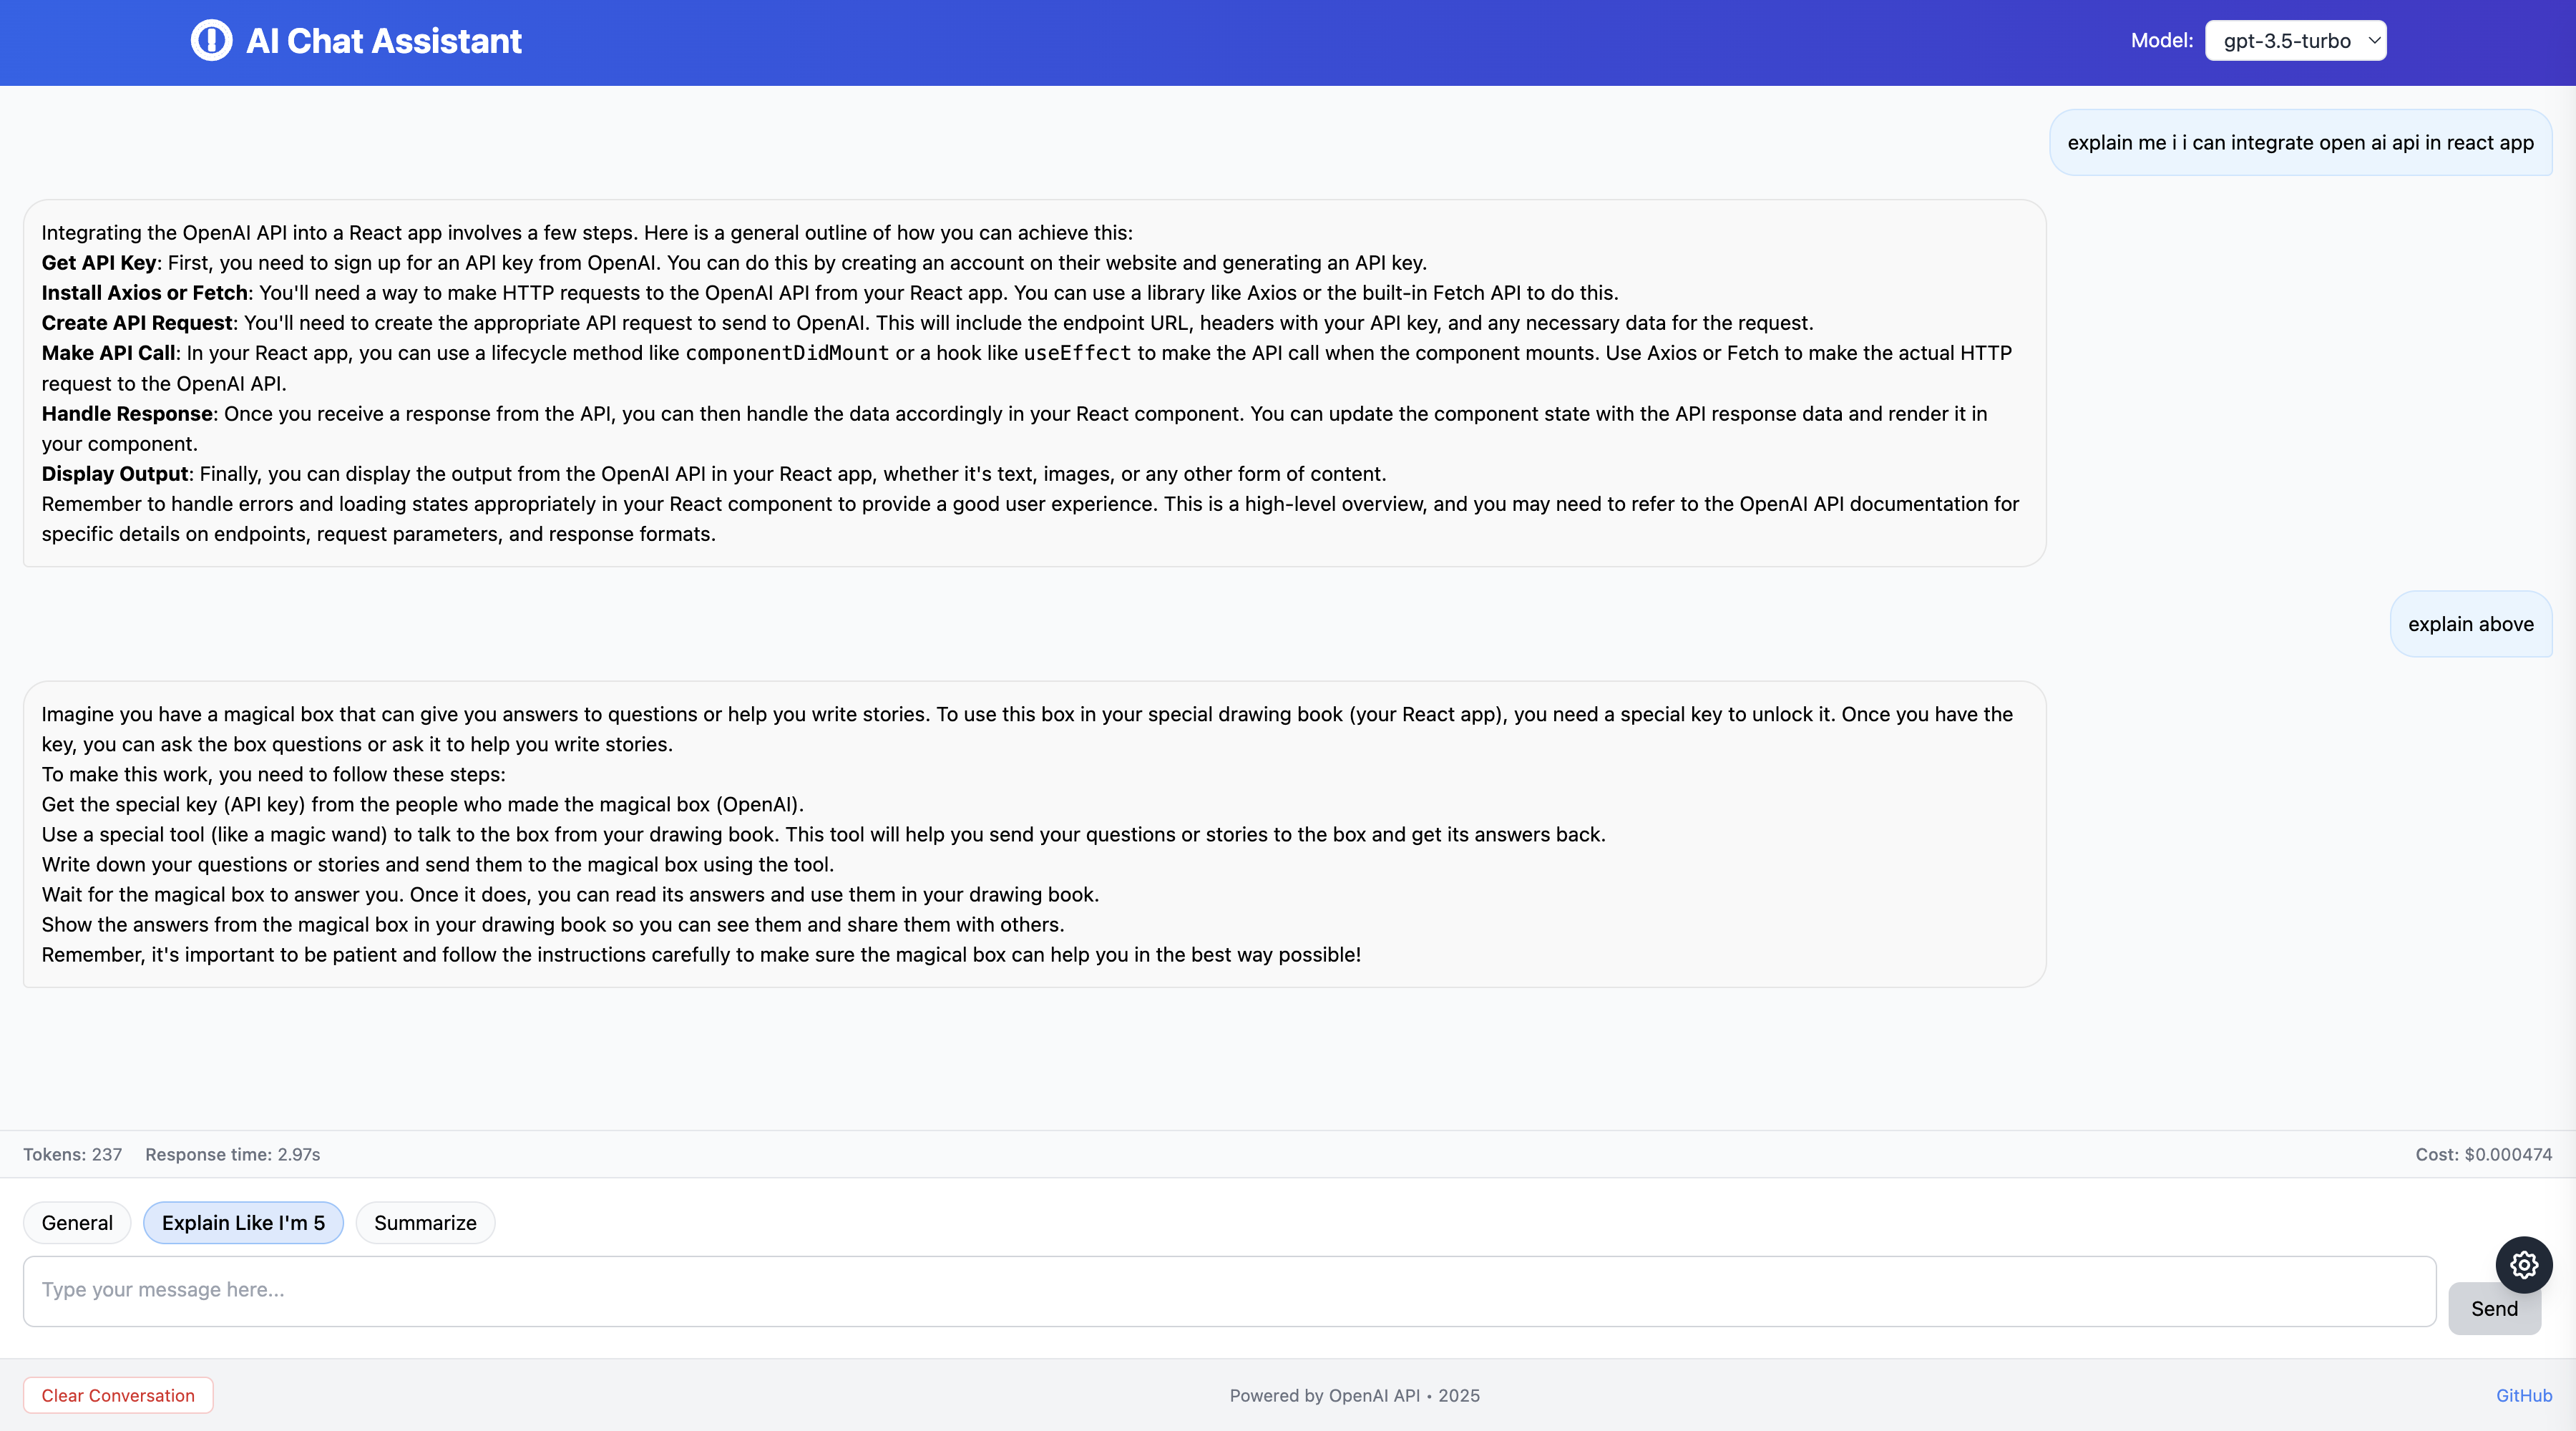 AI Chat Assistant
Model: gpt-3.5-turbo
explain me i i can integrate open ai api in react app
Integrating the OpenAI API into a React app involves a few steps. Here is a general outline of how you can achieve this:
Get API Key: First, you need to sign up for an API key from OpenAI. You can do this by creating an account on their website and generating an API key.
Install Axios or Fetch: You'll need a way to make HTTP requests to the OpenAI API from your React app. You can use a library like Axios or the built-in Fetch API to do this.
Create API Request: You'll need to create the appropriate API request to send to OpenAI. This will include the endpoint URL, headers with your API key, and any necessary data for the request.
Make API Call: In your React app, you can use a lifecycle method like componentDidMount or a hook like useEffect to make the API call when the component mounts. Use Axios or Fetch to make the actual HTTP
request to the OpenAI API.
Handle Response: Once you receive a response from the API, you can then handle the data accordingly in your React component. You can update the component state with the API response data and render it in
your component.
Display Output: Finally, you can display the output from the OpenAI API in your React app, whether it's text, images, or any other form of content.
Remember to handle errors and loading states appropriately in your React component to provide a good user experience. This is a high-level overview, and you may need to refer to the OpenAI API documentation for
specific details on endpoints, request parameters, and response formats.
explain above
Imagine you have a magical box that can give you answers to questions or help you write stories. To use this box in your special drawing book (your React app), you need a special key to unlock it. Once you have the
key, you can ask the box questions or ask it to help you write stories.
To make this work, you need to follow these steps:
Get the special key (API key) from the people who made the magical box (OpenAI).
Use a special tool (like a magic wand) to talk to the box from your drawing book. This tool will help you send your questions or stories to the box and get its answers back.
Write down your questions or stories and send them to the magical box using the tool.
Wait for the magical box to answer you. Once it does, you can read its answers and use them in your drawing book.
Show the answers from the magical box in your drawing book so you can see them and share them with others.
Remember, it's important to be patient and follow the instructions carefully to make sure the magical box can help you in the best way possible!
Tokens: 237 Response time: 2.97s Cost: $0.000474
General Explain Like I'm 5 Summarize
Type your message here...
Send
Clear Conversation Powered by OpenAI API • 2025 GitHub